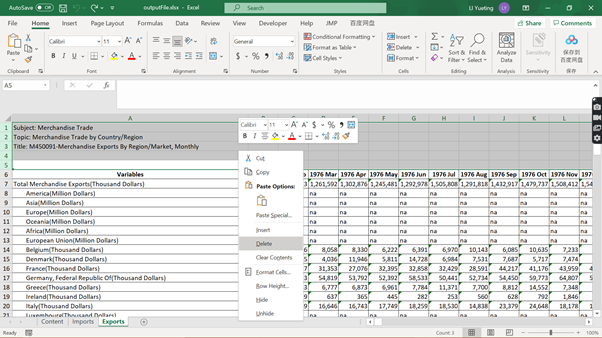 AutoSave Off outputFile.xlsx - Excel Search LI Yueting LY
File Home Insert Page Layout Formulas Data Review View Developer Help JMP 百度网盘 Share Comments
Calibri 11 General Conditional Formatting Insert
Paste Format as Table Delete Sort & Find & Analyze 保存到
Cell Styles Format Filter Select Data 百度网盘
Clipboard Font Alignment Number Styles Cells Editing Analysis Sensitivity 保存
A5 fx
A F G H I J K L M
1 Subject: Merchandise Trade
2 Topic: Merchandise Trade by Country/Region
3 Title: M450091-Merchandise Exports By Region/Market, Monthly
4
5
6 Variables 1976 Mar 1976 Apr 1976 May 1976 Jun 1976 Jul 1976 Aug 1976 Sep 1976 Oct 1976 Nov
7 Total Merchandise Exports(Thousand Dollars) 1,261,592 1,302,876 1,245,481 1,292,978 1,505,808 1,291,818 1,432,917 1,479,737 1,508,412
8 America(Million Dollars) na na na na na na na na na na
9 Asia(Million Dollars) na na na na na na na na na na
10 Europe(Million Dollars) na na na na na na na na na na
11 Oceania(Million Dollars) na na na na na na na na na na
12 Africa(Million Dollars) na na na na na na na na na na
13 European Union(Million Dollars) na na na na na na na na na na
14 Belgium(Thousand Dollars) 8,058 8,330 6,222 6,391 6,970 10,143 6,085 10,635 7,233
15 Denmark(Thousand Dollars) 4,036 11,946 5,811 14,728 6,984 7,531 7,687 5,717 7,474
16 France(Thousand Dollars) 31,353 27,076 32,395 32,858 32,429 28,591 44,217 41,176 43,959
17 Germany, Federal Republic Of(Thousand Dollars) 54,819 53,792 52,392 58,533 50,441 52,734 54,450 59,773 64,807
18 Greece(Thousand Dollars) 6,777 6,873 6,961 7,784 11,371 7,700 8,812 14,552 7,348
19 Ireland(Thousand Dollars) 637 365 445 282 253 560 628 792 1,846
20 Italy(Thousand Dollars) 16,646 16,743 17,749 18,259 18,530 14,838 23,379 24,648 18,178
21 Luxembourg(Thousand Dollars) na na na na na na na na na
Calibri 11
Cut
Copy
Paste Options:
Paste Special...
Insert
Delete
Clear Contents
Format Cells...
Row Height...
Hide
Unhide
Content Imports Exports
Ready Count: 3 100%